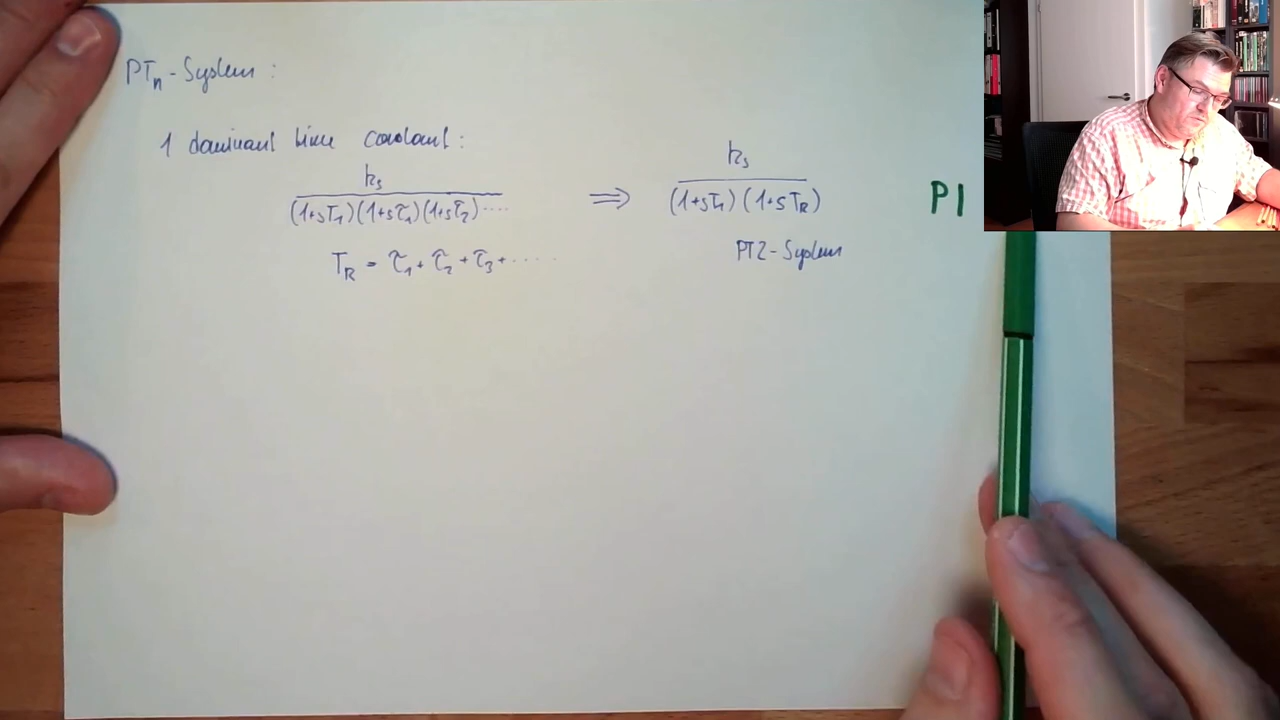 PTn-System :
1 dominant time constant :
ks
(1+sT1)(1+sτ1)(1+sτ2)....
⇒
ks
(1+sT1)(1+sTR)
PI
TR = τ1 + τ2 + τ3 + .....
PT2-System